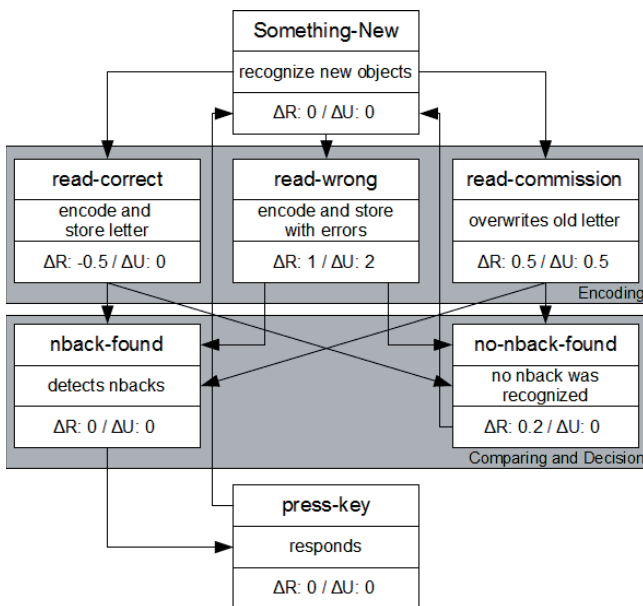 Something-New
recognize new objects
ΔR: 0 / ΔU: 0
read-correct
encode and
store letter
ΔR: -0.5 / ΔU: 0
read-wrong
encode and store
with errors
ΔR: 1 / ΔU: 2
read-commission
overwrites old letter
ΔR: 0.5 / ΔU: 0.5
Encoding
nback-found
detects nbacks
ΔR: 0 / ΔU: 0
no-nback-found
no nback was
recognized
ΔR: 0.2 / ΔU: 0
Comparing and Decision
press-key
responds
ΔR: 0 / ΔU: 0